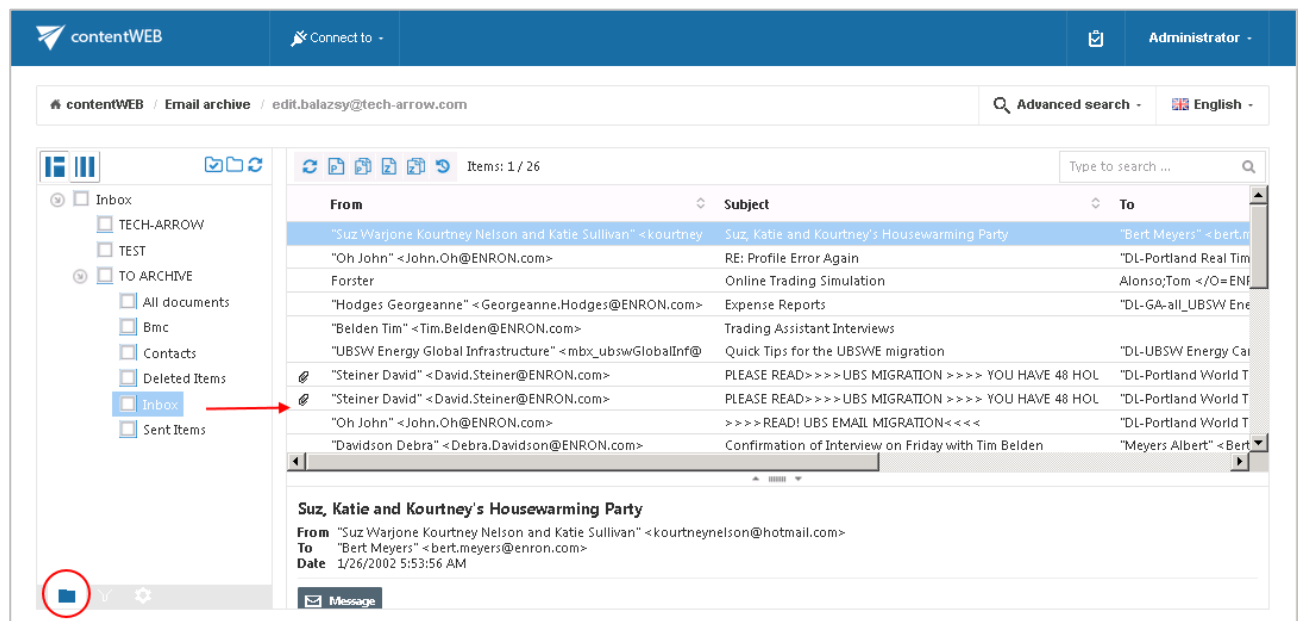 contentWEB Connect to Administrator
contentWEB / Email archive / edit.balazsy@tech-arrow.com Advanced search English
Items: 1 / 26 Type to search ...
Inbox
TECH-ARROW
TEST
TO ARCHIVE
All documents
Bmc
Contacts
Deleted Items
Inbox
Sent Items
From Subject To
"Suz Warjone Kourtney Nelson and Katie Sullivan" <kourtney Suz, Katie and Kourtney's Housewarming Party "Bert Meyers" <bert.m
"Oh John" <John.Oh@ENRON.com> RE: Profile Error Again "DL-Portland Real Tim
Forster Online Trading Simulation Alonso;Tom </O=ENR
"Hodges Georgeanne" <Georgeanne.Hodges@ENRON.com> Expense Reports "DL-GA-all_UBSW Ene
"Belden Tim" <Tim.Belden@ENRON.com> Trading Assistant Interviews
"UBSW Energy Global Infrastructure" <mbx_ubswGlobalInf@ Quick Tips for the UBSWE migration "DL-UBSW Energy Cai
"Steiner David" <David.Steiner@ENRON.com> PLEASE READ>>>>UBS MIGRATION >>>> YOU HAVE 48 HOU "DL-Portland World T
"Steiner David" <David.Steiner@ENRON.com> PLEASE READ>>>>UBS MIGRATION >>>> YOU HAVE 48 HOU "DL-Portland World T
"Oh John" <John.Oh@ENRON.com> >>>>READ! UBS EMAIL MIGRATION<<<< "DL-Portland World T
"Davidson Debra" <Debra.Davidson@ENRON.com> Confirmation of Interview on Friday with Tim Belden "Meyers Albert" <Bert
Suz, Katie and Kourtney's Housewarming Party
From "Suz Warjone Kourtney Nelson and Katie Sullivan" <kourtneynelson@hotmail.com>
To "Bert Meyers" <bert.meyers@enron.com>
Date 1/26/2002 5:53:56 AM
Message